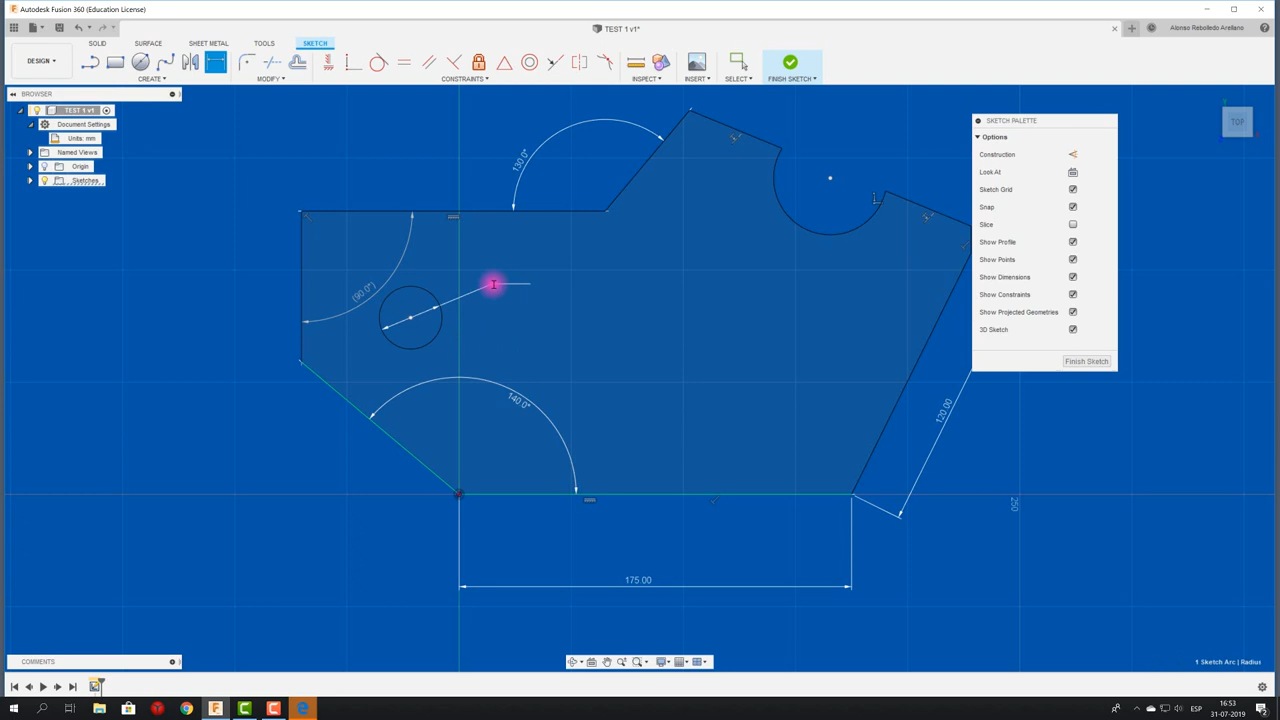 Autodesk Fusion 360 (Education License)
TEST 1 v1*
Alonso Rebolledo Arellano
SOLID SURFACE SHEET METAL TOOLS SKETCH
DESIGN
CREATE MODIFY CONSTRAINTS INSPECT INSERT SELECT FINISH SKETCH
BROWSER
TEST 1 v1
Document Settings
Units: mm
Named Views
Origin
Sketches
TOP
SKETCH PALETTE
Options
Construction
Look At
Sketch Grid
Snap
Slice
Show Profile
Show Points
Show Dimensions
Show Constraints
Show Projected Geometries
3D Sketch
Finish Sketch
130.0°
(90.0°)
140.0°
120.00
250
175.00
COMMENTS
1 Sketch Arc | Radius
ESP
16:53
31-07-2019